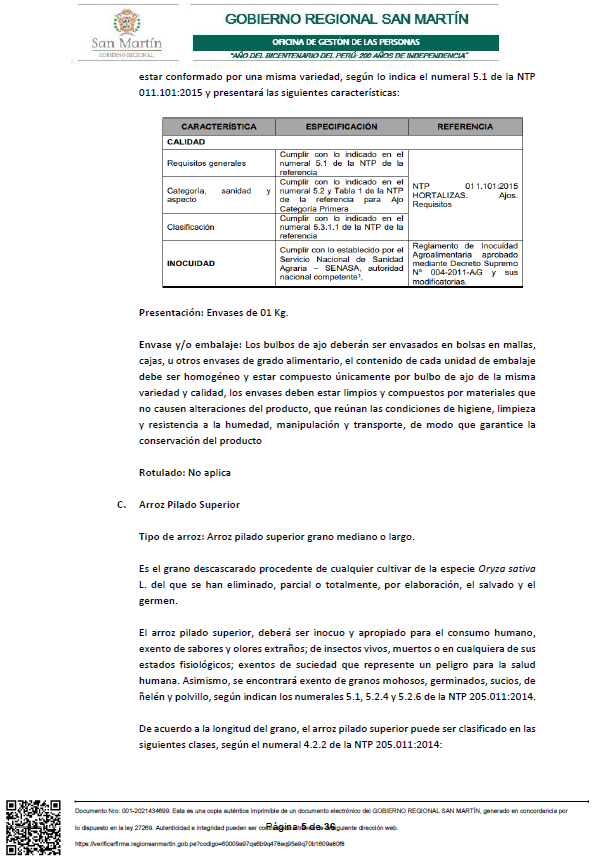 San Martín
GOBIERNO REGIONAL
GOBIERNO REGIONAL SAN MARTÍN
OFICINA DE GESTIÓN DE LAS PERSONAS
"AÑO DEL BICENTENARIO DEL PERÚ: 200 AÑOS DE INDEPENDENCIA"
estar conformado por una misma variedad, según lo indica el numeral 5.1 de la NTP
011.101:2015 y presentará las siguientes características:
CARACTERÍSTICA ESPECIFICACIÓN REFERENCIA
CALIDAD
Requisitos generales
Cumplir con lo indicado en el
numeral 5.1 de la NTP de la
referencia
Categoría, sanidad y
aspecto
Cumplir con lo indicado en el
numeral 5.2 y Tabla 1 de la NTP
de la referencia para Ajo
Categoría Primera
Clasificación
Cumplir con lo indicado en el
numeral 5.3.1.1 de la NTP de la
referencia
NTP 011.101:2015
HORTALIZAS. Ajos.
Requisitos
INOCUIDAD
Cumplir con lo establecido por el
Servicio Nacional de Sanidad
Agraria – SENASA, autoridad
nacional competente¹,
Reglamento de Inocuidad
Agroalimentaria aprobado
mediante Decreto Supremo
N° 004-2011-AG y sus
modificatorias.
Presentación: Envases de 01 Kg.
Envase y/o embalaje: Los bulbos de ajo deberán ser envasados en bolsas en mallas,
cajas, u otros envases de grado alimentario, el contenido de cada unidad de embalaje
debe ser homogéneo y estar compuesto únicamente por bulbo de ajo de la misma
variedad y calidad, los envases deben estar limpios y compuestos por materiales que
no causen alteraciones del producto, que reúnan las condiciones de higiene, limpieza
y resistencia a la humedad, manipulación y transporte, de modo que garantice la
conservación del producto
Rotulado: No aplica
C. Arroz Pilado Superior
Tipo de arroz: Arroz pilado superior grano mediano o largo.
Es el grano descascarado procedente de cualquier cultivar de la especie Oryza sativa
L. del que se han eliminado, parcial o totalmente, por elaboración, el salvado y el
germen.
El arroz pilado superior, deberá ser inocuo y apropiado para el consumo humano,
exento de sabores y olores extraños; de insectos vivos, muertos o en cualquiera de sus
estados fisiológicos; exentos de suciedad que represente un peligro para la salud
humana. Asimismo, se encontrará exento de granos mohosos, germinados, sucios, de
ñelén y polvillo, según indican los numerales 5.1, 5.2.4 y 5.2.6 de la NTP 205.011:2014.
De acuerdo a la longitud del grano, el arroz pilado superior puede ser clasificado en las
siguientes clases, según el numeral 4.2.2 de la NTP 205.011:2014:
Documento Nro: 001-2021434699. Esta es una copia auténtica imprimible de un documento electrónico del GOBIERNO REGIONAL SAN MARTÍN, generado en concordancia por
lo dispuesto en la ley 27269. Autenticidad e integridad pueden ser siguiente dirección web.
Página 5 de 36